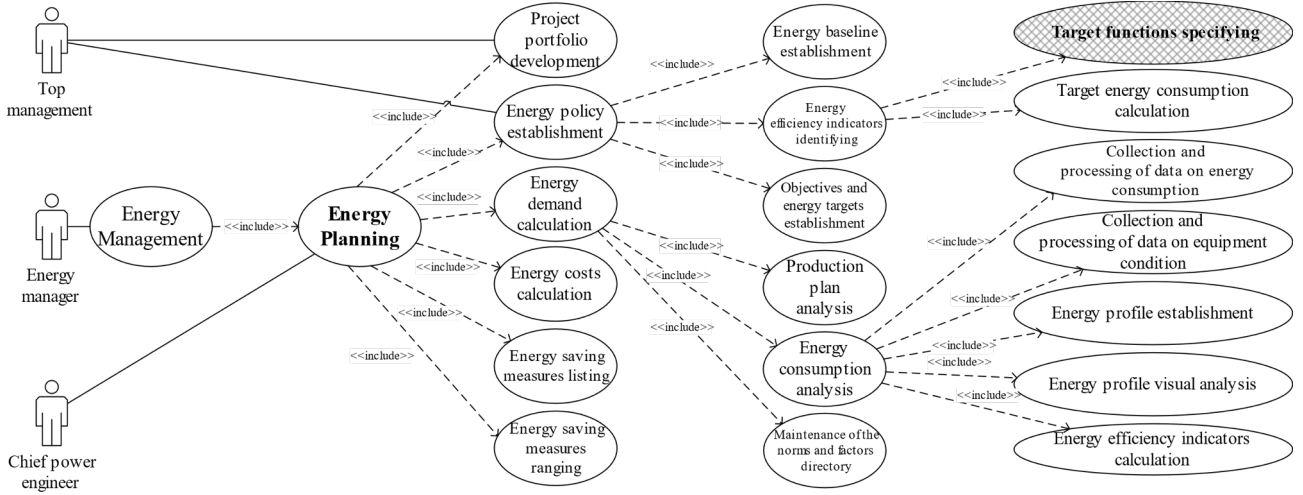 Top
management
Energy
manager
Chief power
engineer
Energy
Management
<<include>>
Energy
Planning
<<include>>
<<include>>
<<include>>
<<include>>
<<include>>
<<include>>
Project
portfolio
development
Energy policy
establishment
Energy
demand
calculation
Energy costs
calculation
Energy saving
measures listing
Energy saving
measures
ranging
<<include>>
<<include>>
<<include>>
<<include>>
<<include>>
<<include>>
Energy baseline
establishment
Energy
efficiency indicators
identifying
Objectives and
energy targets
establishment
Production
plan
analysis
Energy
consumption
analysis
Maintenance of the
norms and factors
directory
<<include>>
<<include>>
<<include>>
<<include>>
<<include>>
<<include>>
<<include>>
Target functions specifying
Target energy consumption
calculation
Collection and
processing of data on energy
consumption
Collection and
processing of data on equipment
condition
Energy profile establishment
Energy profile visual analysis
Energy efficiency indicators
calculation